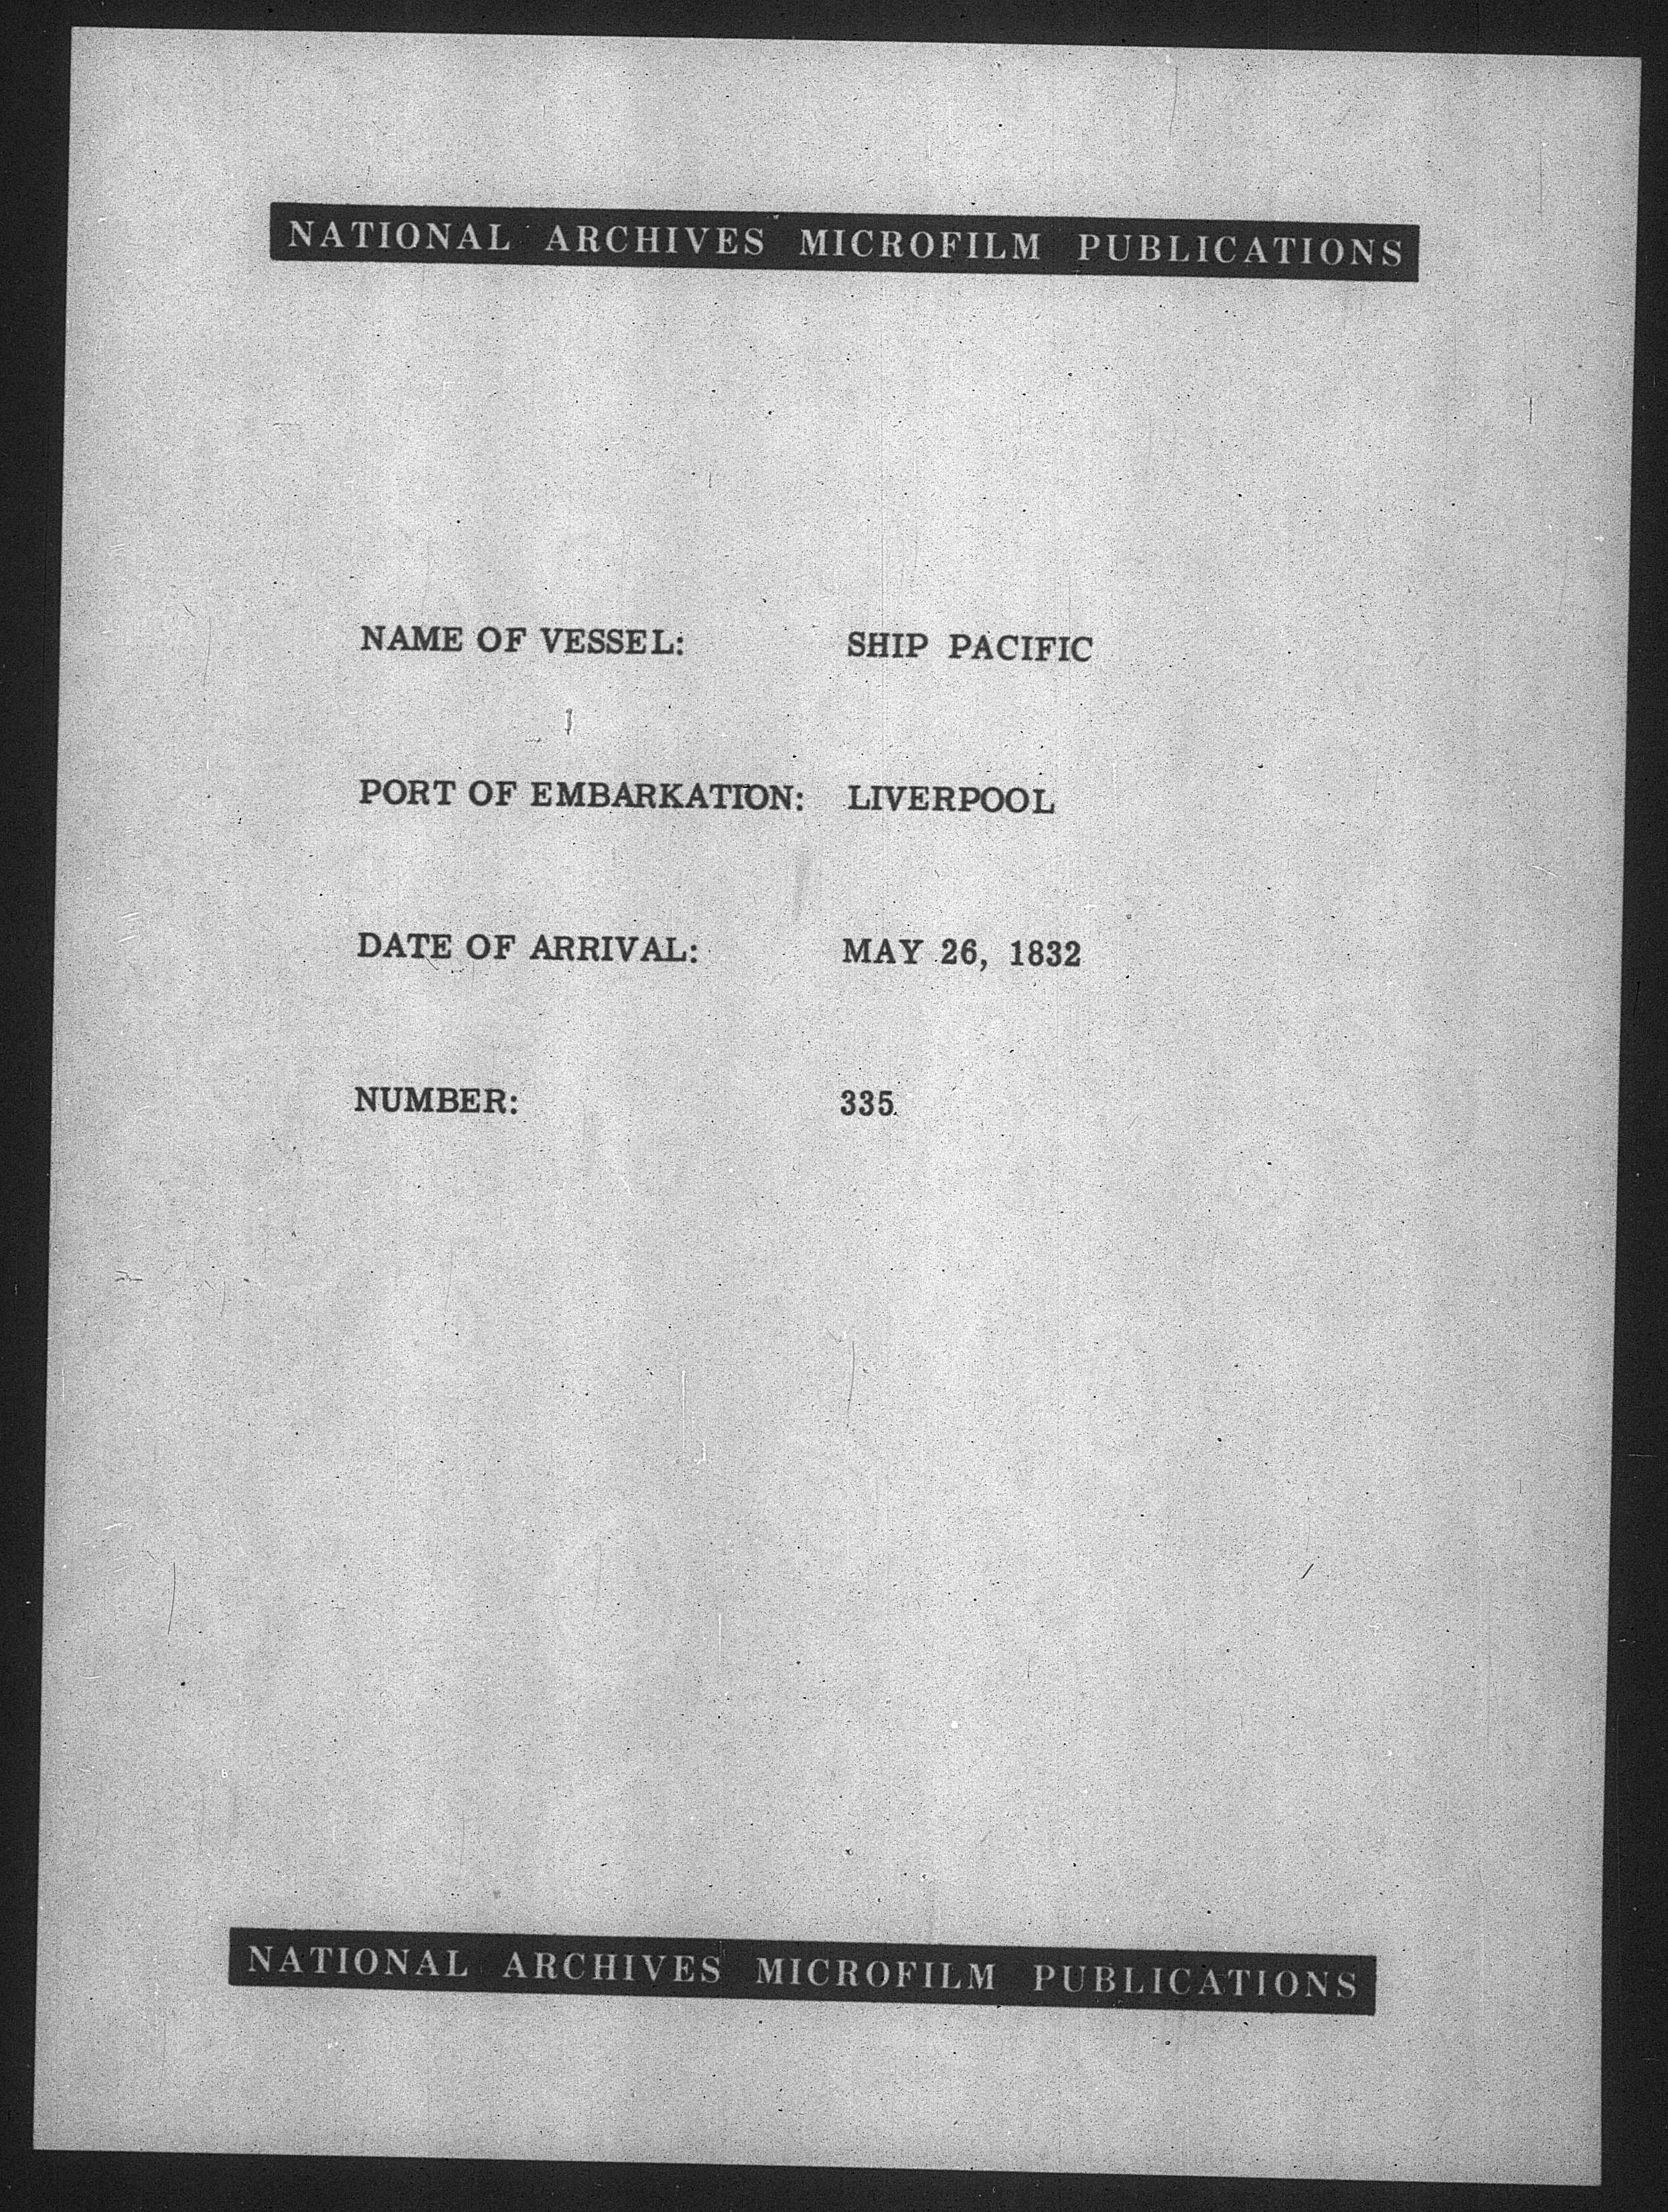 NATIONAL ARCHIVES MICROFILM PUBLICATIONS
NAME OF VESSEL: SHIP PACIFIC
PORT OF EMBARKATION: LIVERPOOL
DATE OF ARRIVAL: MAY 26, 1832
NUMBER: 335
NATIONAL ARCHIVES MICROFILM PUBLICATIONS